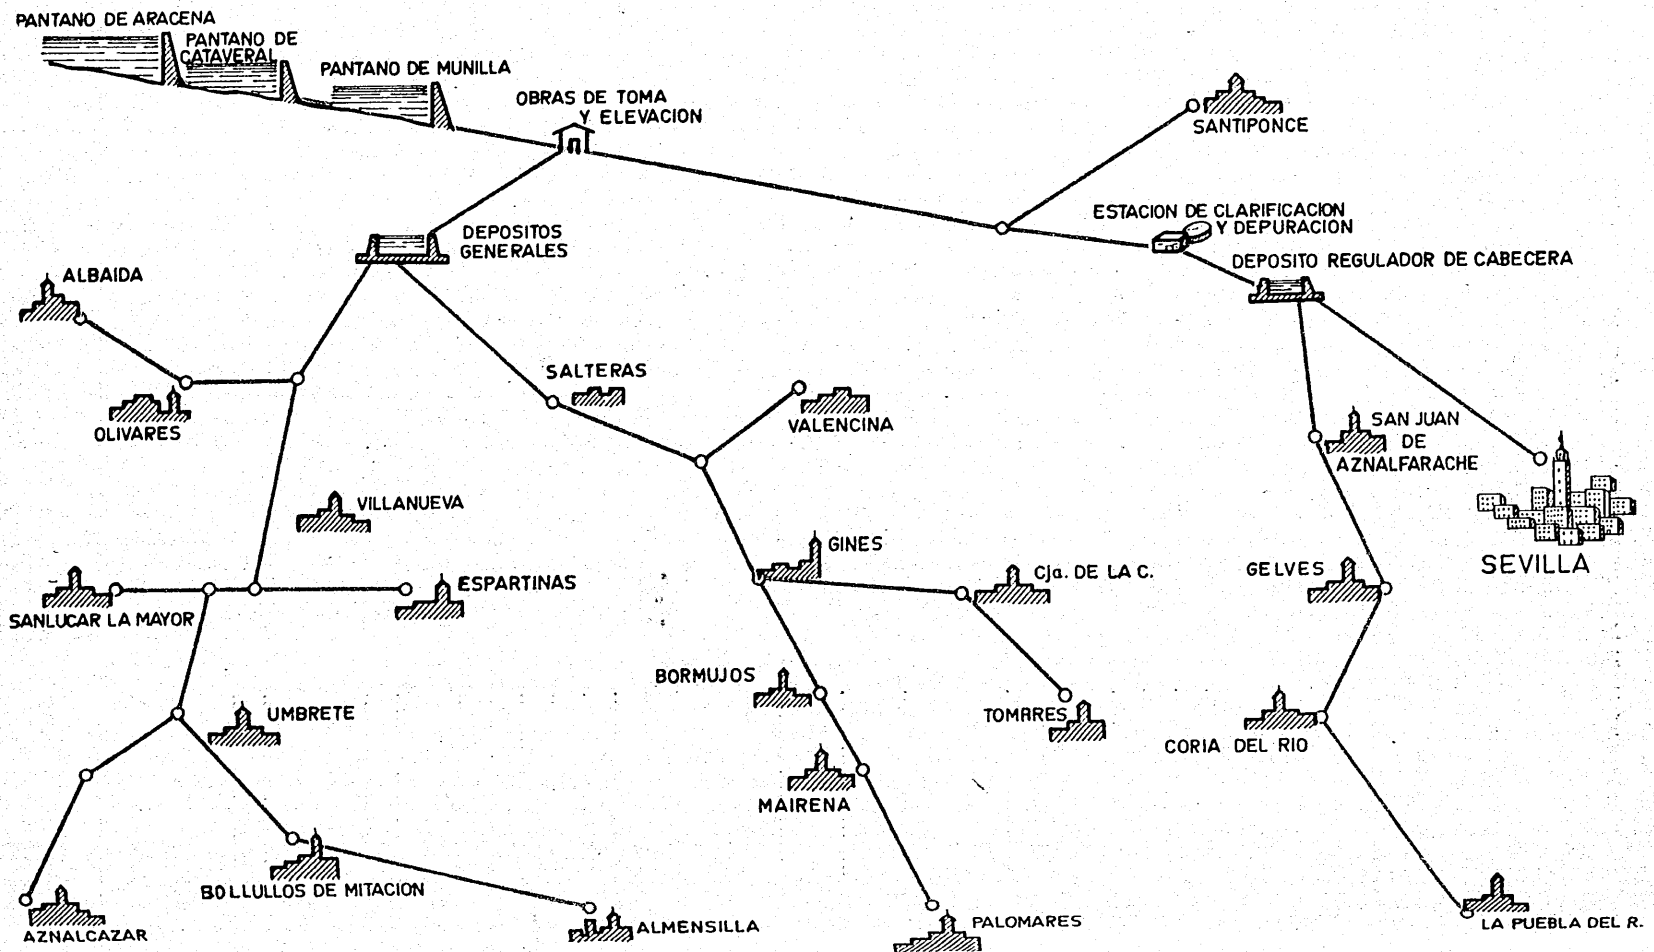 PANTANO DE ARACENA
PANTANO DE
CATAVERAL
PANTANO DE MUNILLA
OBRAS DE TOMA
Y ELEVACION
SANTIPONCE
ESTACION DE CLARIFICACION
Y DEPURACION
DEPOSITO REGULADOR DE CABECERA
DEPOSITOS
GENERALES
ALBAIDA
OLIVARES
SALTERAS
VALENCINA
SAN JUAN
DE
AZNALFARACHE
VILLANUEVA
SEVILLA
GINES
ESPARTINAS
SANLUCAR LA MAYOR
Cja. DE LA C.
GELVES
BORMUJOS
TOMARES
UMBRETE
CORIA DEL RIO
MAIRENA
BOLLULLOS DE MITACION
AZNALCAZAR
ALMENSILLA
PALOMARES
LA PUEBLA DEL R.